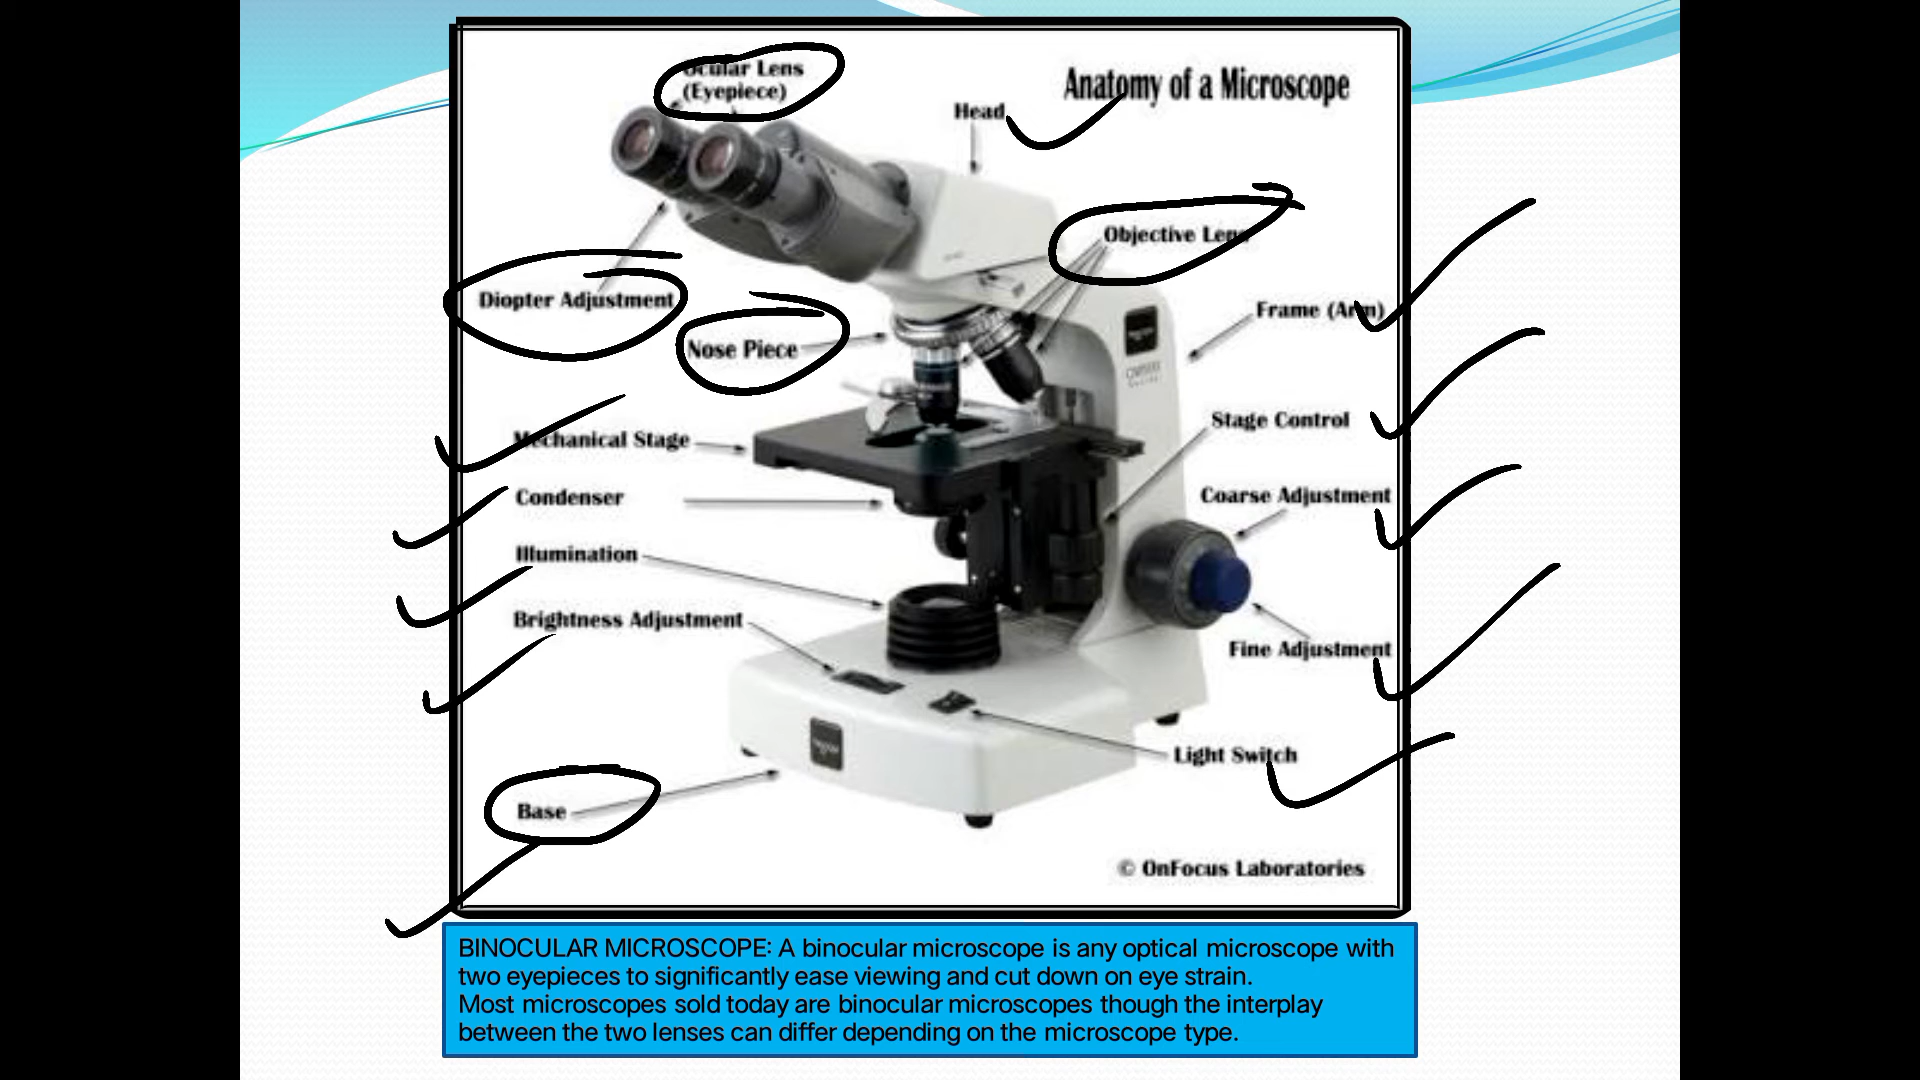 Ocular Lens
(Eyepiece)
Anatomy of a Microscope
Head
Objective Lens
Diopter Adjustment
Frame (Arm)
Nose Piece
Stage Control
Mechanical Stage
Coarse Adjustment
Condenser
Illumination
Brightness Adjustment
Fine Adjustment
Light Switch
Base
© OnFocus Laboratories
BINOCULAR MICROSCOPE: A binocular microscope is any optical microscope with
two eyepieces to significantly ease viewing and cut down on eye strain.
Most microscopes sold today are binocular microscopes though the interplay
between the two lenses can differ depending on the microscope type.